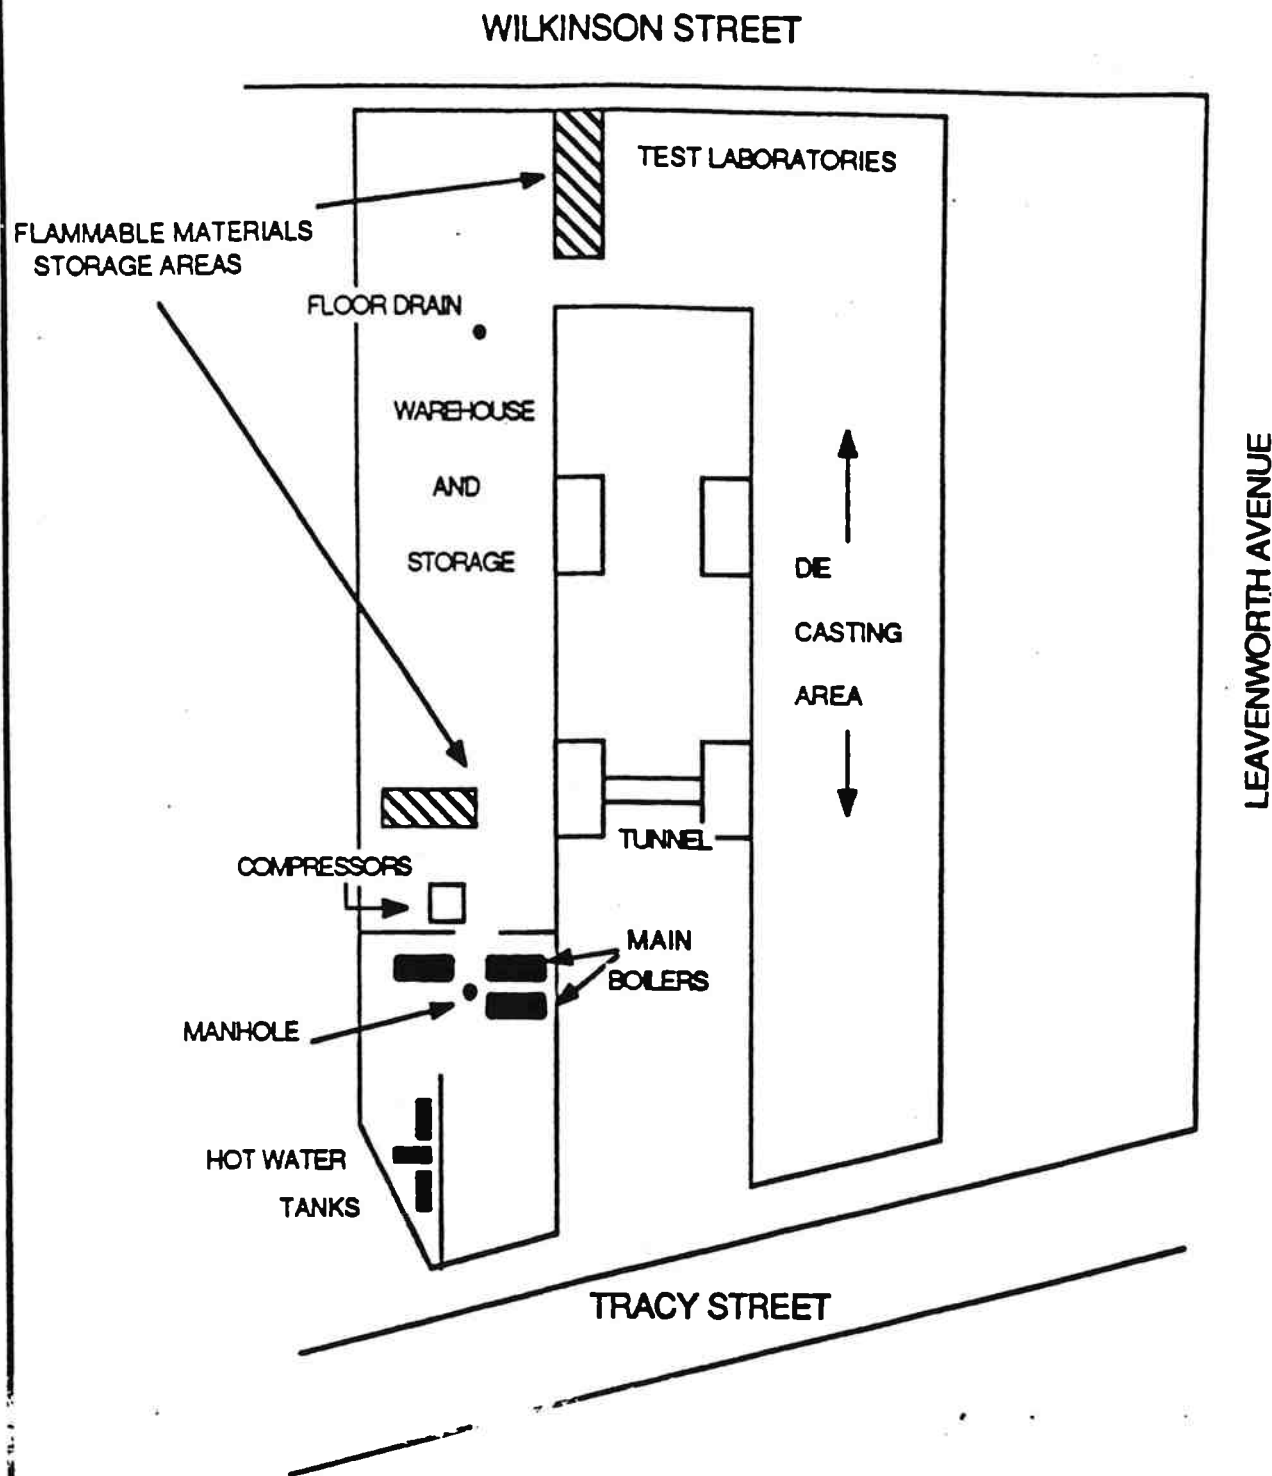 WILKINSON STREET
TEST LABORATORIES
FLAMMABLE MATERIALS
STORAGE AREAS
FLOOR DRAIN
WAREHOUSE
AND
STORAGE
DIE
CASTING
AREA
LEAVENWORTH AVENUE
TUNNEL
COMPRESSORS
MAIN
BOILERS
MANHOLE
HOT WATER
TANKS
TRACY STREET